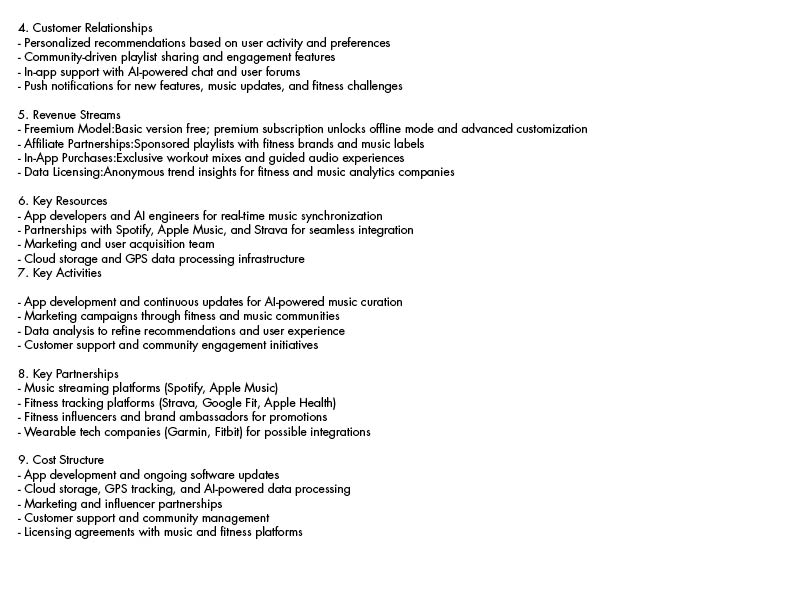 4. Customer Relationships
- Personalized recommendations based on user activity and preferences
- Community-driven playlist sharing and engagement features
- In-app support with AI-powered chat and user forums
- Push notifications for new features, music updates, and fitness challenges
5. Revenue Streams
- Freemium Model:Basic version free; premium subscription unlocks offline mode and advanced customization
- Affiliate Partnerships:Sponsored playlists with fitness brands and music labels
- In-App Purchases:Exclusive workout mixes and guided audio experiences
- Data Licensing:Anonymous trend insights for fitness and music analytics companies
6. Key Resources
- App developers and AI engineers for real-time music synchronization
- Partnerships with Spotify, Apple Music, and Strava for seamless integration
- Marketing and user acquisition team
- Cloud storage and GPS data processing infrastructure
7. Key Activities
- App development and continuous updates for AI-powered music curation
- Marketing campaigns through fitness and music communities
- Data analysis to refine recommendations and user experience
- Customer support and community engagement initiatives
8. Key Partnerships
- Music streaming platforms (Spotify, Apple Music)
- Fitness tracking platforms (Strava, Google Fit, Apple Health)
- Fitness influencers and brand ambassadors for promotions
- Wearable tech companies (Garmin, Fitbit) for possible integrations
9. Cost Structure
- App development and ongoing software updates
- Cloud storage, GPS tracking, and AI-powered data processing
- Marketing and influencer partnerships
- Customer support and community management
- Licensing agreements with music and fitness platforms